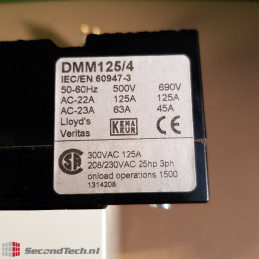 DMM125/4
IEC/EN 60947-3
50-60Hz 500V 690V
AC-22A 125A 125A
AC-23A 63A 45A
Lloyd's
Veritas
KEMA
KEUR
CE
300VAC 125A
208/230VAC 25hp 3ph
onload operations 1500
1314208
SecondTech.nl